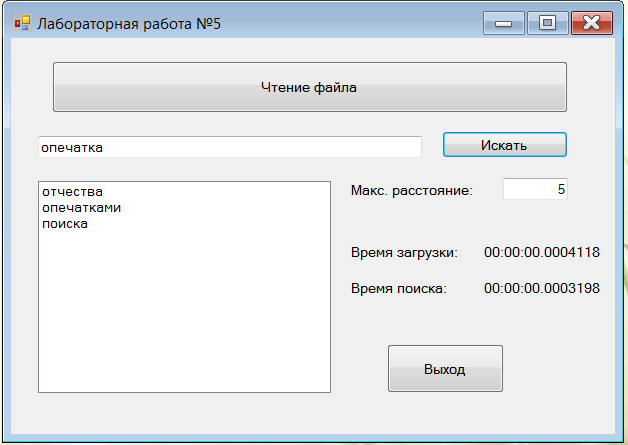 Лабораторная работа №5
Чтение файла
опечатка
Искать
отчества
опечатками
поиска
Макс. расстояние:
5
Время загрузки: 00:00:00.0004118
Время поиска: 00:00:00.0003198
Выход